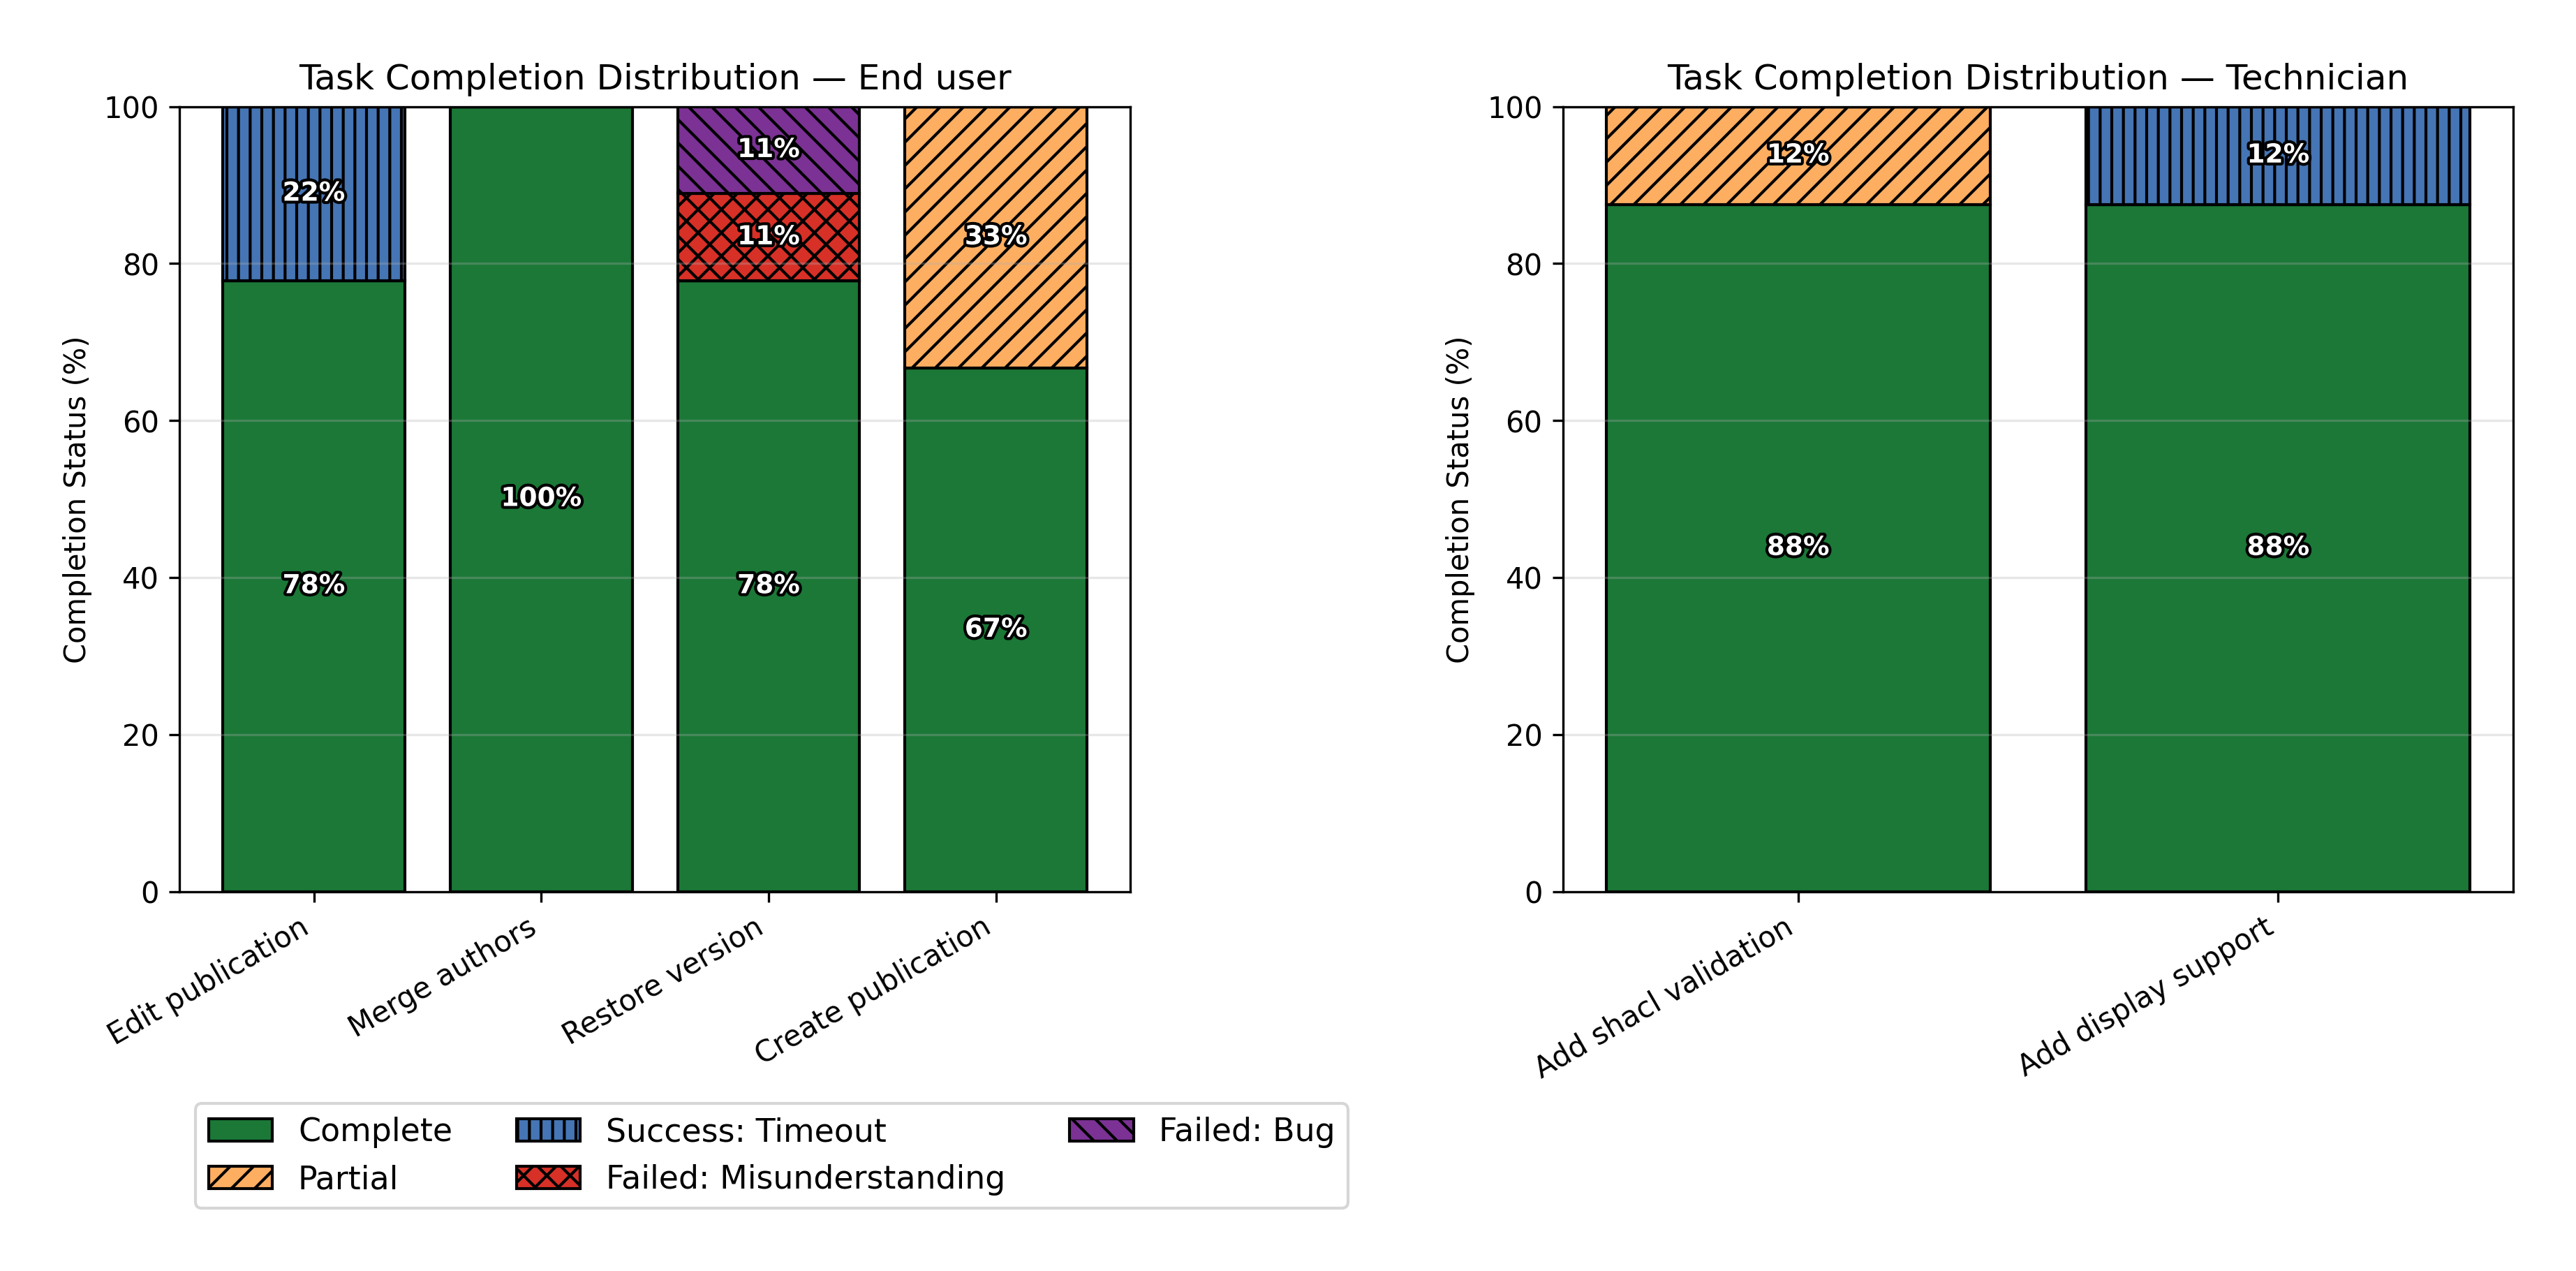 Task Completion Distribution — End user
Completion Status (%)
100
80
60
40
20
0
22%
78%
100%
11%
11%
78%
33%
67%
Edit publication
Merge authors
Restore version
Create publication
Task Completion Distribution — Technician
Completion Status (%)
100
80
60
40
20
0
12%
88%
12%
88%
Add shacl validation
Add display support
Complete
Partial
Success: Timeout
Failed: Misunderstanding
Failed: Bug